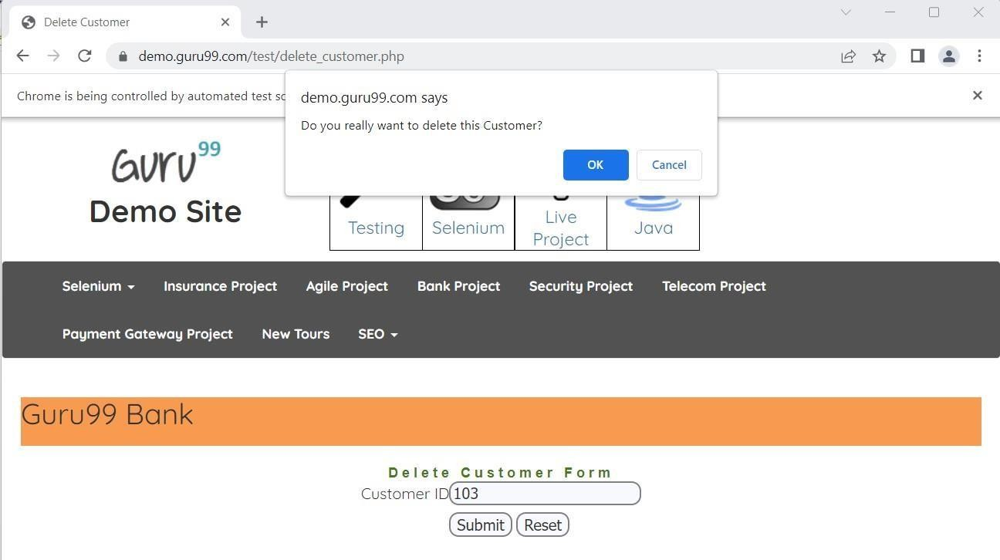 Delete Customer
demo.guru99.com/test/delete_customer.php
Chrome is being controlled by automated test
demo.guru99.com says
Do you really want to delete this Customer?
OK
Cancel
Guru99
Demo Site
Testing
Selenium
Live
Project
Java
Selenium
Insurance Project
Agile Project
Bank Project
Security Project
Telecom Project
Payment Gateway Project
New Tours
SEO
Guru99 Bank
Delete Customer Form
Customer ID 103
Submit
Reset